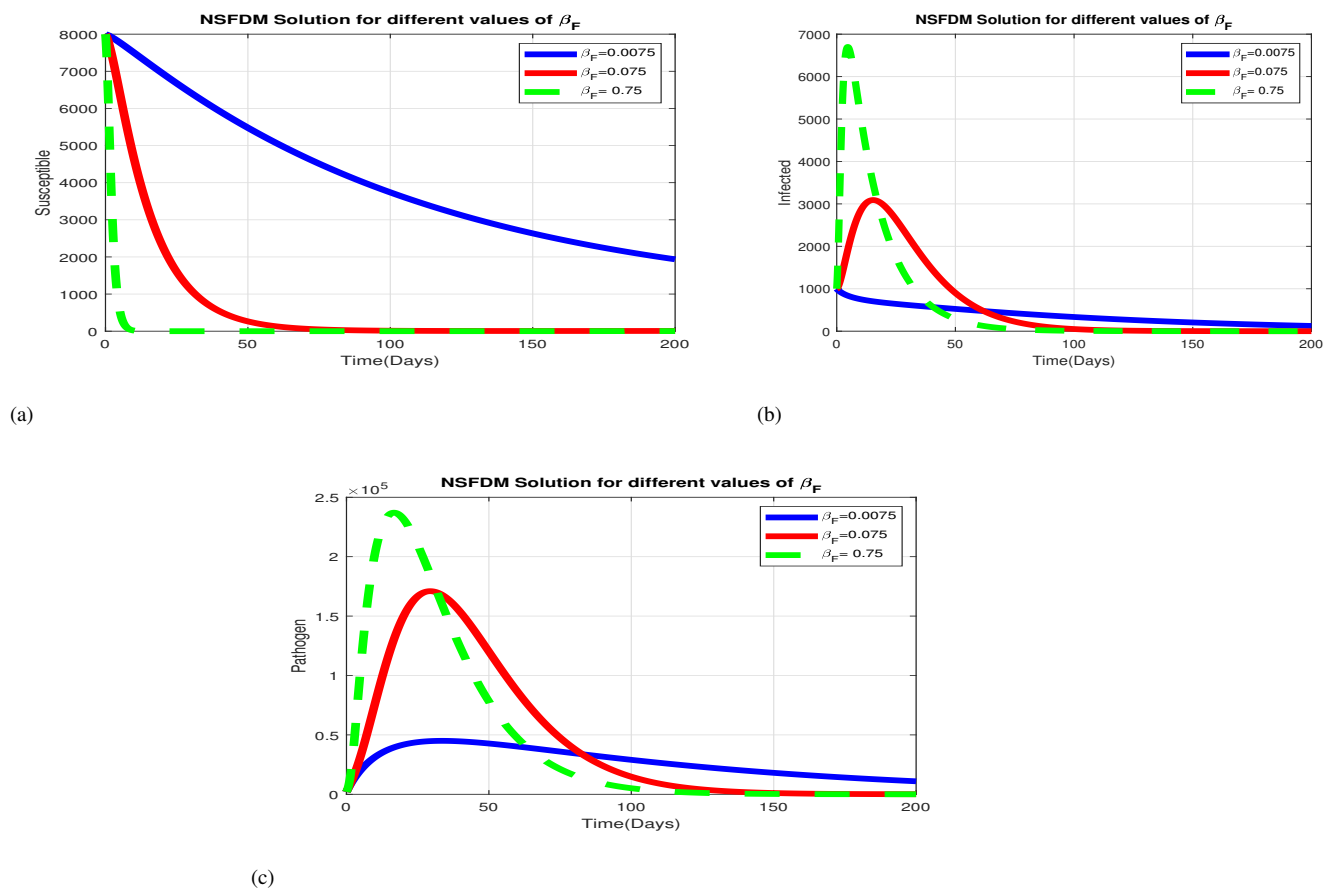 NSFDM Solution for different values of β_F
8000
7000
6000
5000
4000
3000
2000
1000
0
Susceptible
β_F=0.0075
β_F=0.075
β_F= 0.75
0 50 100 150 200
Time(Days)
(a)
NSFDM Solution for different values of β_F
7000
6000
5000
4000
3000
2000
1000
0
Infected
β_F=0.0075
β_F=0.075
β_F= 0.75
0 50 100 150 200
Time(Days)
(b)
NSFDM Solution for different values of β_F
×10^5
2.5
2
1.5
1
0.5
0
Pathogen
β_F=0.0075
β_F=0.075
β_F= 0.75
0 50 100 150 200
Time(Days)
(c)